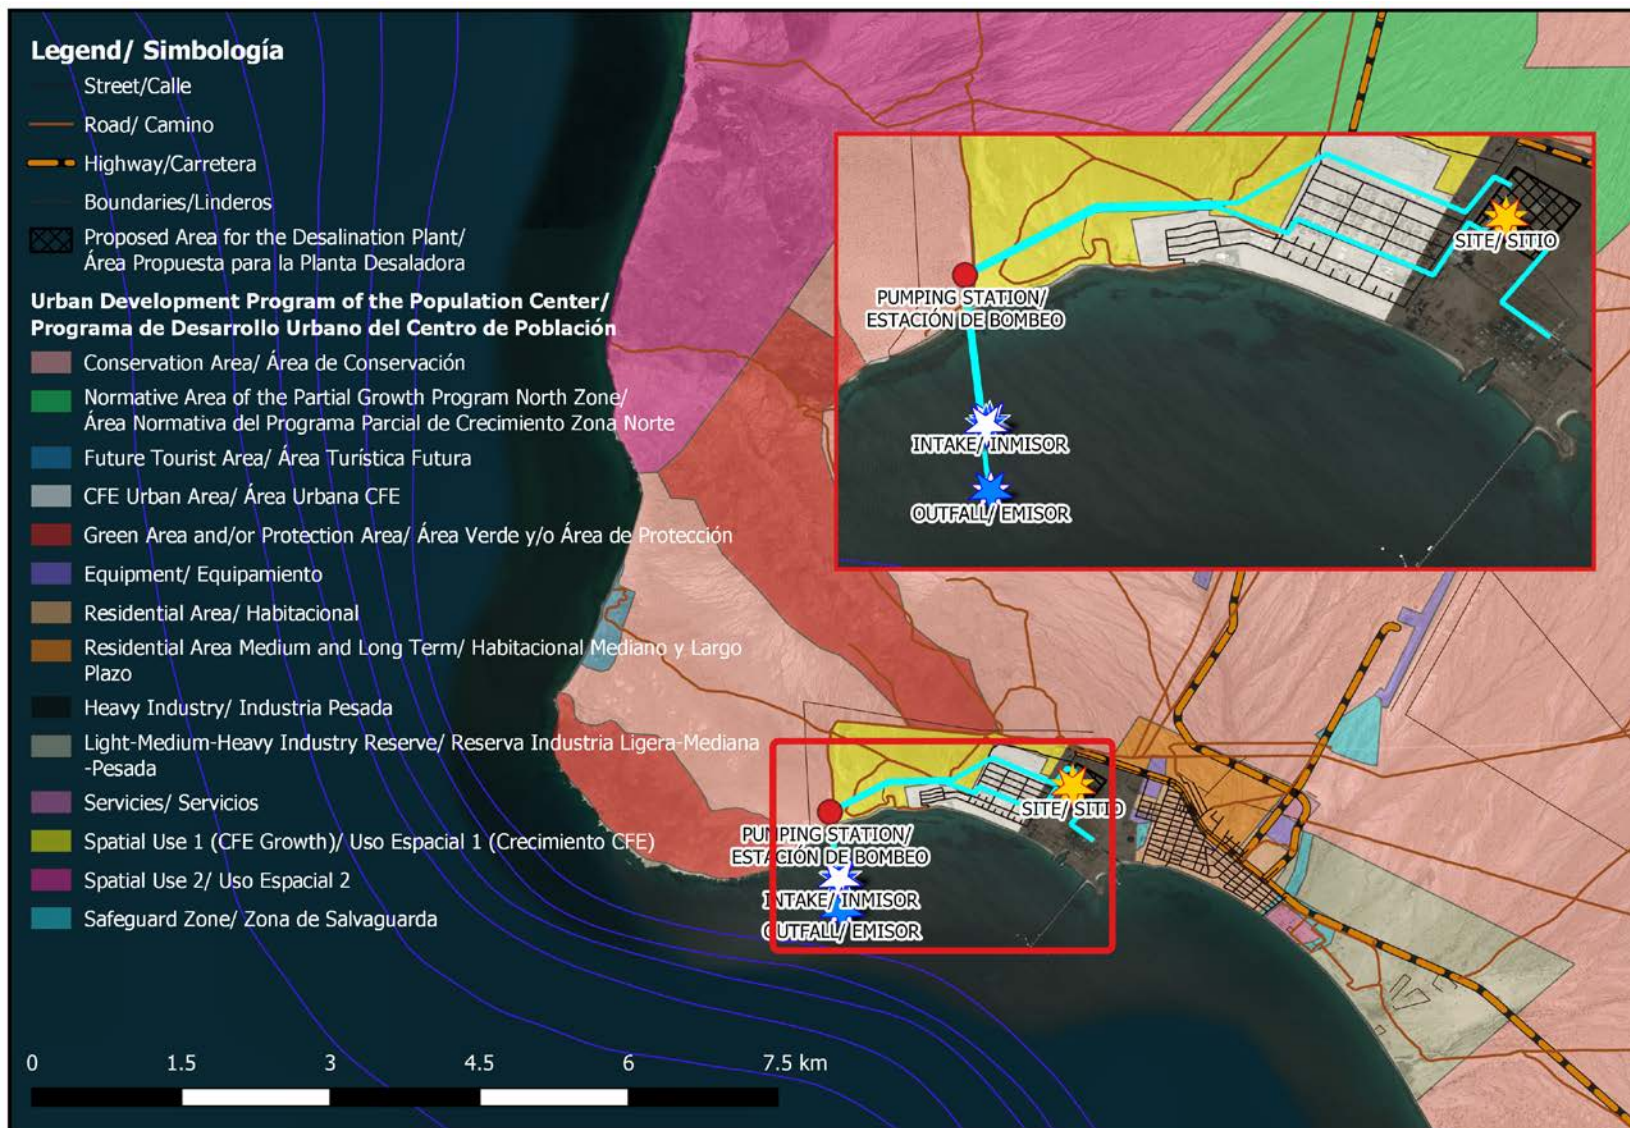 Legend/ Simbología
Street/Calle
Road/ Camino
Highway/Carretera
Boundaries/Linderos
Proposed Area for the Desalination Plant/
Área Propuesta para la Planta Desaladora
Urban Development Program of the Population Center/
Programa de Desarrollo Urbano del Centro de Población
Conservation Area/ Área de Conservación
Normative Area of the Partial Growth Program North Zone/
Área Normativa del Programa Parcial de Crecimiento Zona Norte
Future Tourist Area/ Área Turística Futura
CFE Urban Area/ Área Urbana CFE
Green Area and/or Protection Area/ Área Verde y/o Área de Protección
Equipment/ Equipamiento
Residential Area/ Habitacional
Residential Area Medium and Long Term/ Habitacional Mediano y Largo
Plazo
Heavy Industry/ Industria Pesada
Light-Medium-Heavy Industry Reserve/ Reserva Industria Ligera-Mediana
-Pesada
Servicies/ Servicios
Spatial Use 1 (CFE Growth)/ Uso Espacial 1 (Crecimiento CFE)
Spatial Use 2/ Uso Espacial 2
Safeguard Zone/ Zona de Salvaguarda
0 1.5 3 4.5 6 7.5 km
SITE/ SITIO
PUMPING STATION/
ESTACIÓN DE BOMBEO
INTAKE/ INMISOR
OUTFALL/ EMISOR
SITE/ SITIO
PUMPING STATION/
ESTACIÓN DE BOMBEO
INTAKE/ INMISOR
OUTFALL/ EMISOR